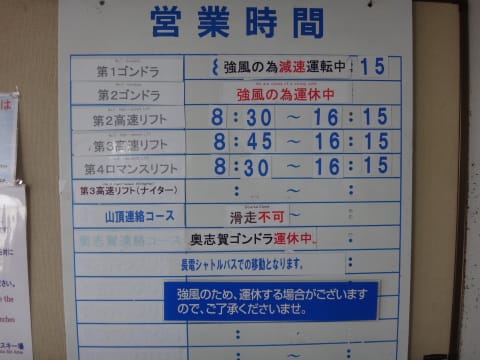 営業時間
第1ゴンドラ 8 強風の為減速運転中 :15
第2ゴンドラ 強風の為運休中
第2高速リフト 8:30 ～ 16:15
第3高速リフト 8:45 ～ 16:15
第4ロマンスリフト 8:30 ～ 16:15
第3高速リフト(ナイター) : ～ :
山頂連絡コース 滑走不可
奥志賀連絡コース 奥志賀ゴンドラ運休中、
長電シャトルバスでの移動となります。
強風のため、運休する場合がございます
ので、ご了承くださいませ。
は
スキー場